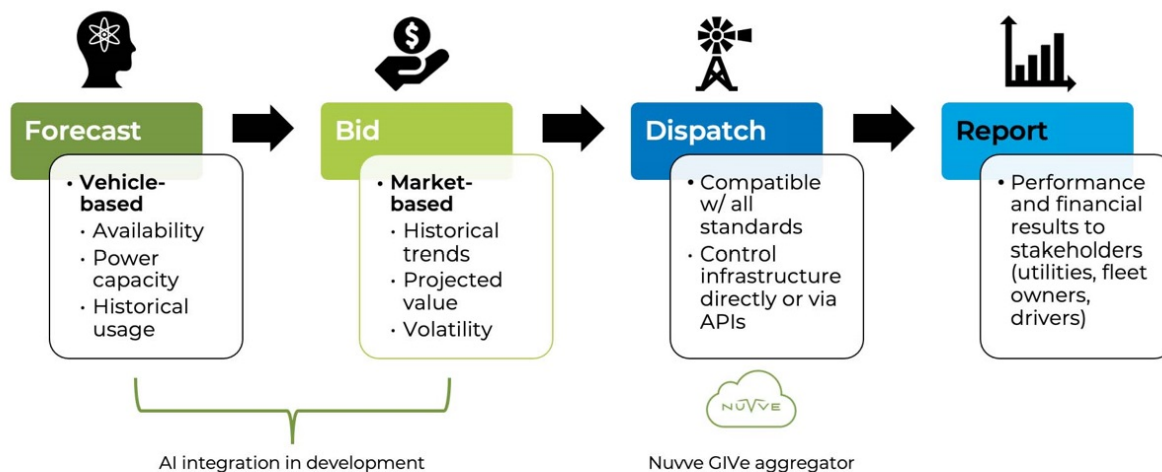 $
Forecast
• Vehicle-
based
• Availability
• Power
capacity
• Historical
usage
Bid
• Market-
based
• Historical
trends
• Projected
value
• Volatility
Dispatch
• Compatible
w/ all
standards
• Control
infrastructure
directly or via
APIs
Report
• Performance
and financial
results to
stakeholders
(utilities, fleet
owners,
drivers)
AI integration in development
NUVVE
Nuvve GIVe aggregator